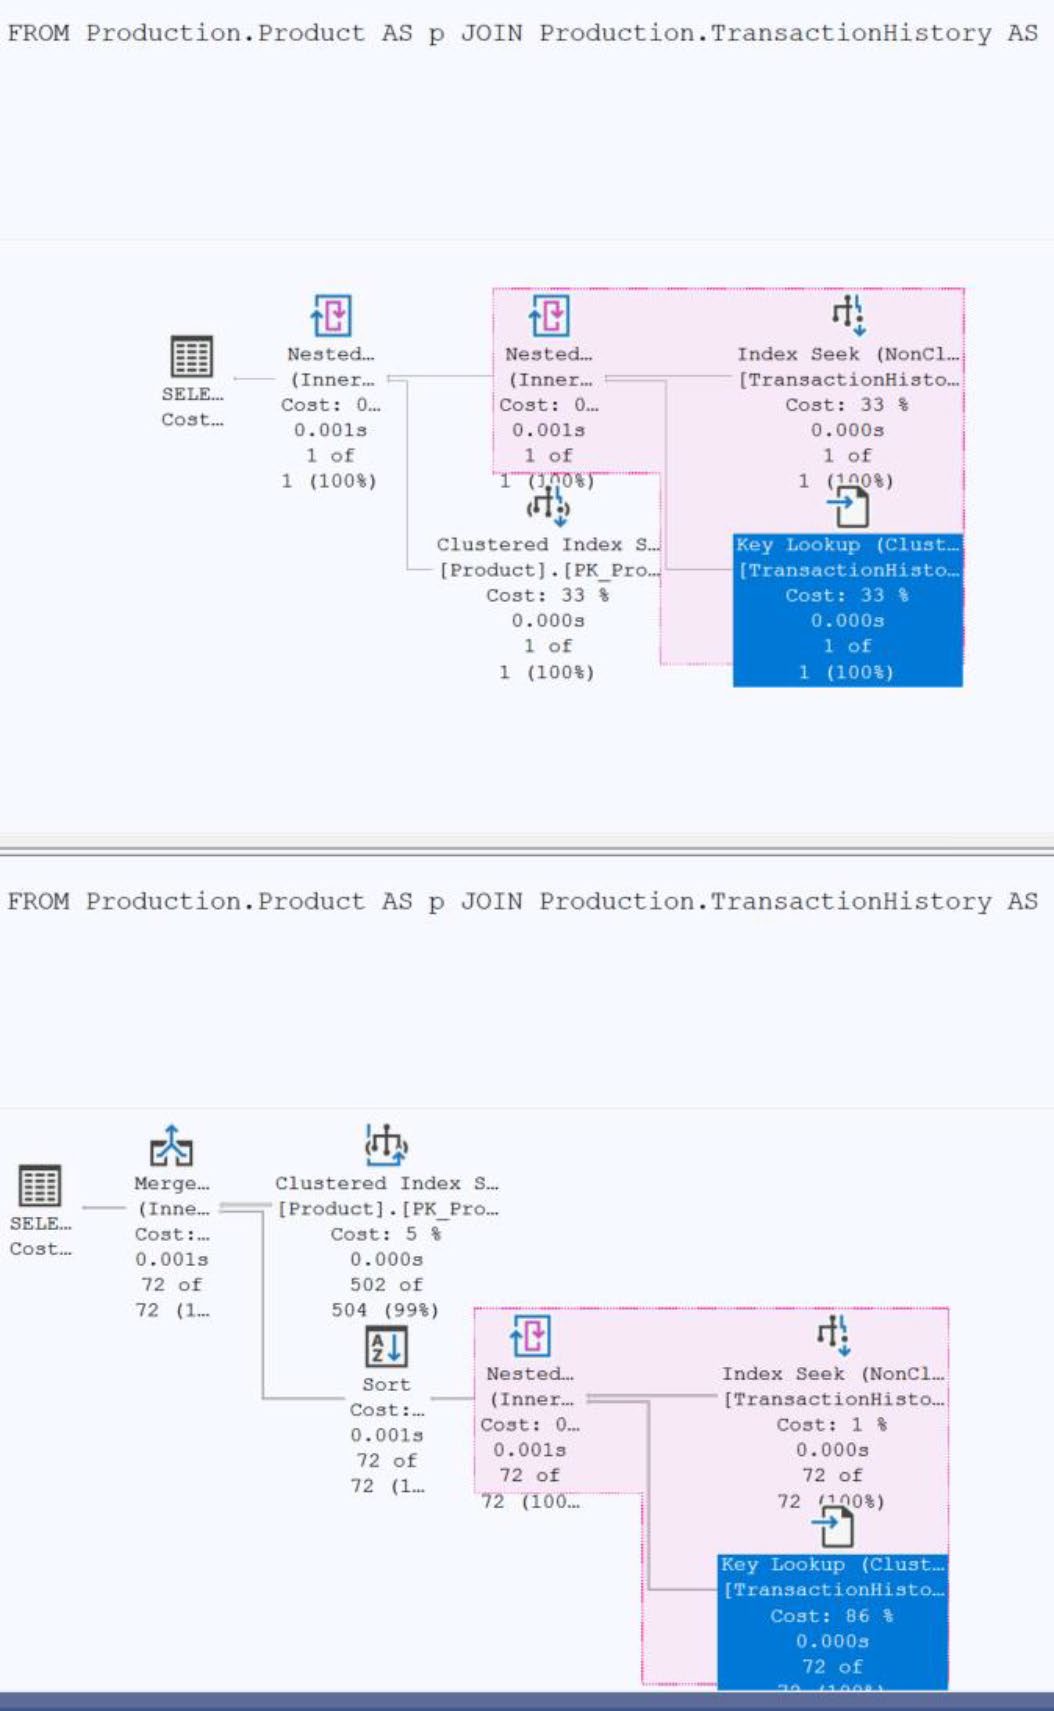 FROM Production.Product AS p JOIN Production.TransactionHistory AS
Nested...
(Inner...
Cost: 0...
0.001s
1 of
1 (100%)
Nested...
(Inner...
Cost: 0...
0.001s
1 of
1 (100%)
Index Seek (NonCl...
[TransactionHisto...
Cost: 33 %
0.000s
1 of
1 (100%)
SELE...
Cost...
Clustered Index S...
[Product].[PK_Pro...
Cost: 33 %
0.000s
1 of
1 (100%)
Key Lookup (Clust...
[TransactionHisto...
Cost: 33 %
0.000s
1 of
1 (100%)
FROM Production.Product AS p JOIN Production.TransactionHistory AS
SELE...
Cost...
Merge...
(Inne...
Cost:...
0.001s
72 of
72 (1...
Clustered Index S...
[Product].[PK_Pro...
Cost: 5 %
0.000s
502 of
504 (99%)
A
Z
Sort
Cost:...
0.001s
72 of
72 (1...
Nested...
(Inner...
Cost: 0...
0.001s
72 of
72 (100...
Index Seek (NonCl...
[TransactionHisto...
Cost: 1 %
0.000s
72 of
72 (100%)
Key Lookup (Clust...
[TransactionHisto...
Cost: 86 %
0.000s
72 of
72 (100%)